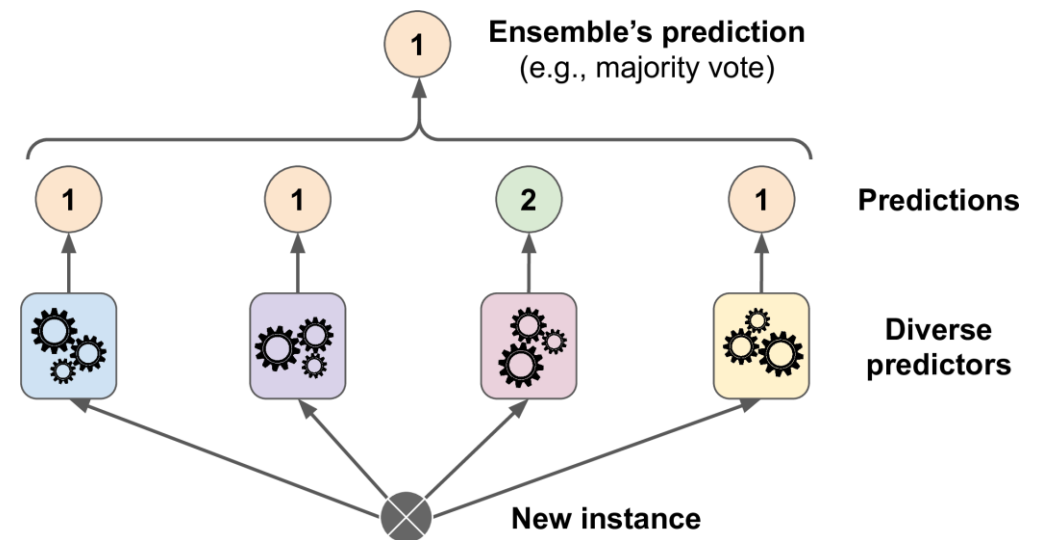 1
Ensemble’s prediction
(e.g., majority vote)
1 1 2 1 Predictions
Diverse
predictors
New instance